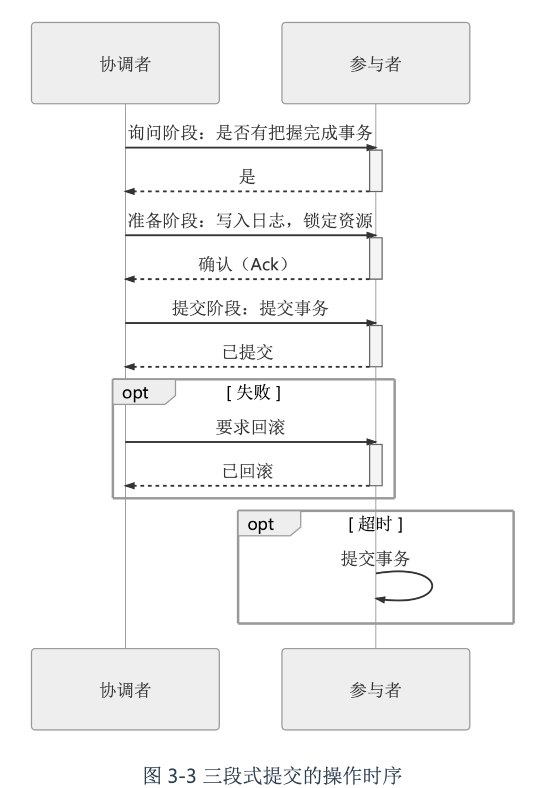 协调者
参与者
询问阶段：是否有把握完成事务
是
准备阶段：写入日志，锁定资源
确认（Ack）
提交阶段：提交事务
已提交
opt
[ 失败 ]
要求回滚
已回滚
opt
[ 超时 ]
提交事务
协调者
参与者
图 3-3 三段式提交的操作时序